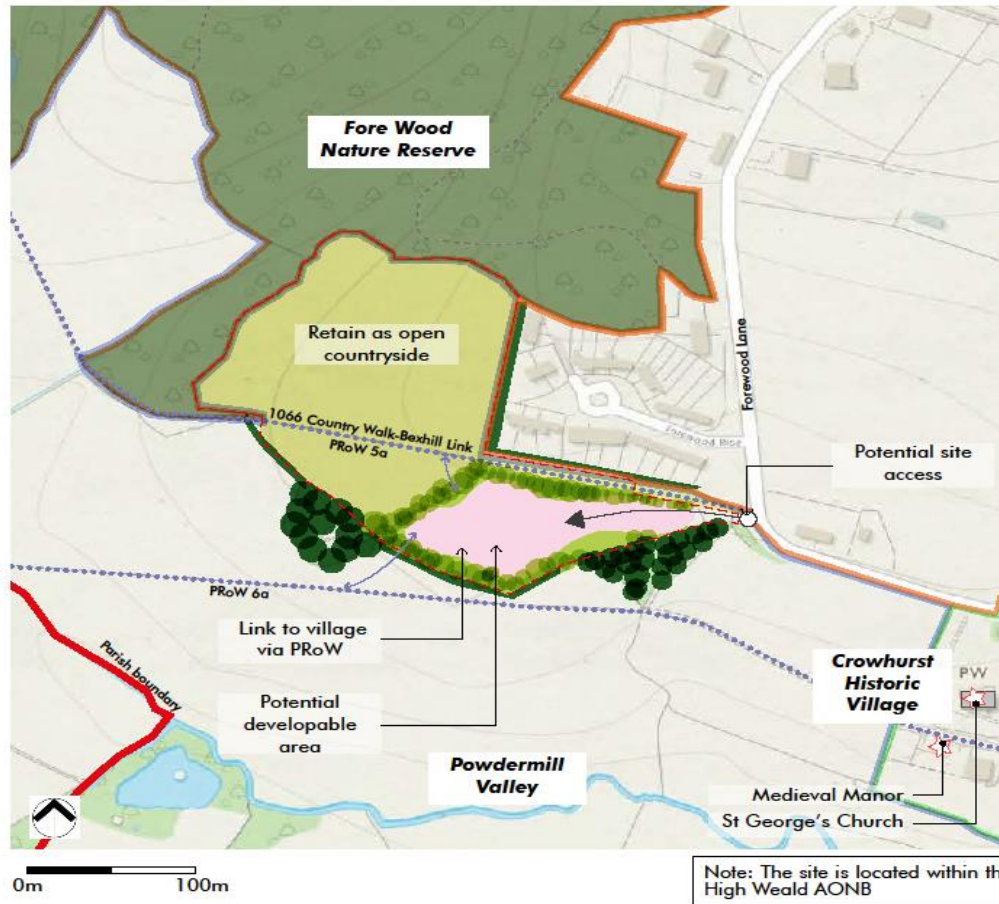 Fore Wood
Nature Reserve
Retain as open
countryside
Forewood Lane
1066 Country Walk-Bexhill Link
PRoW 5a
Forewood Rise
Potential site
access
PRoW 6a
Link to village
via PRoW
Parish boundary
Potential
developable
area
Crowhurst
Historic
Village
PW
Powdermill
Valley
Medieval Manor
St George's Church
0m
100m
Note: The site is located within th
High Weald AONB